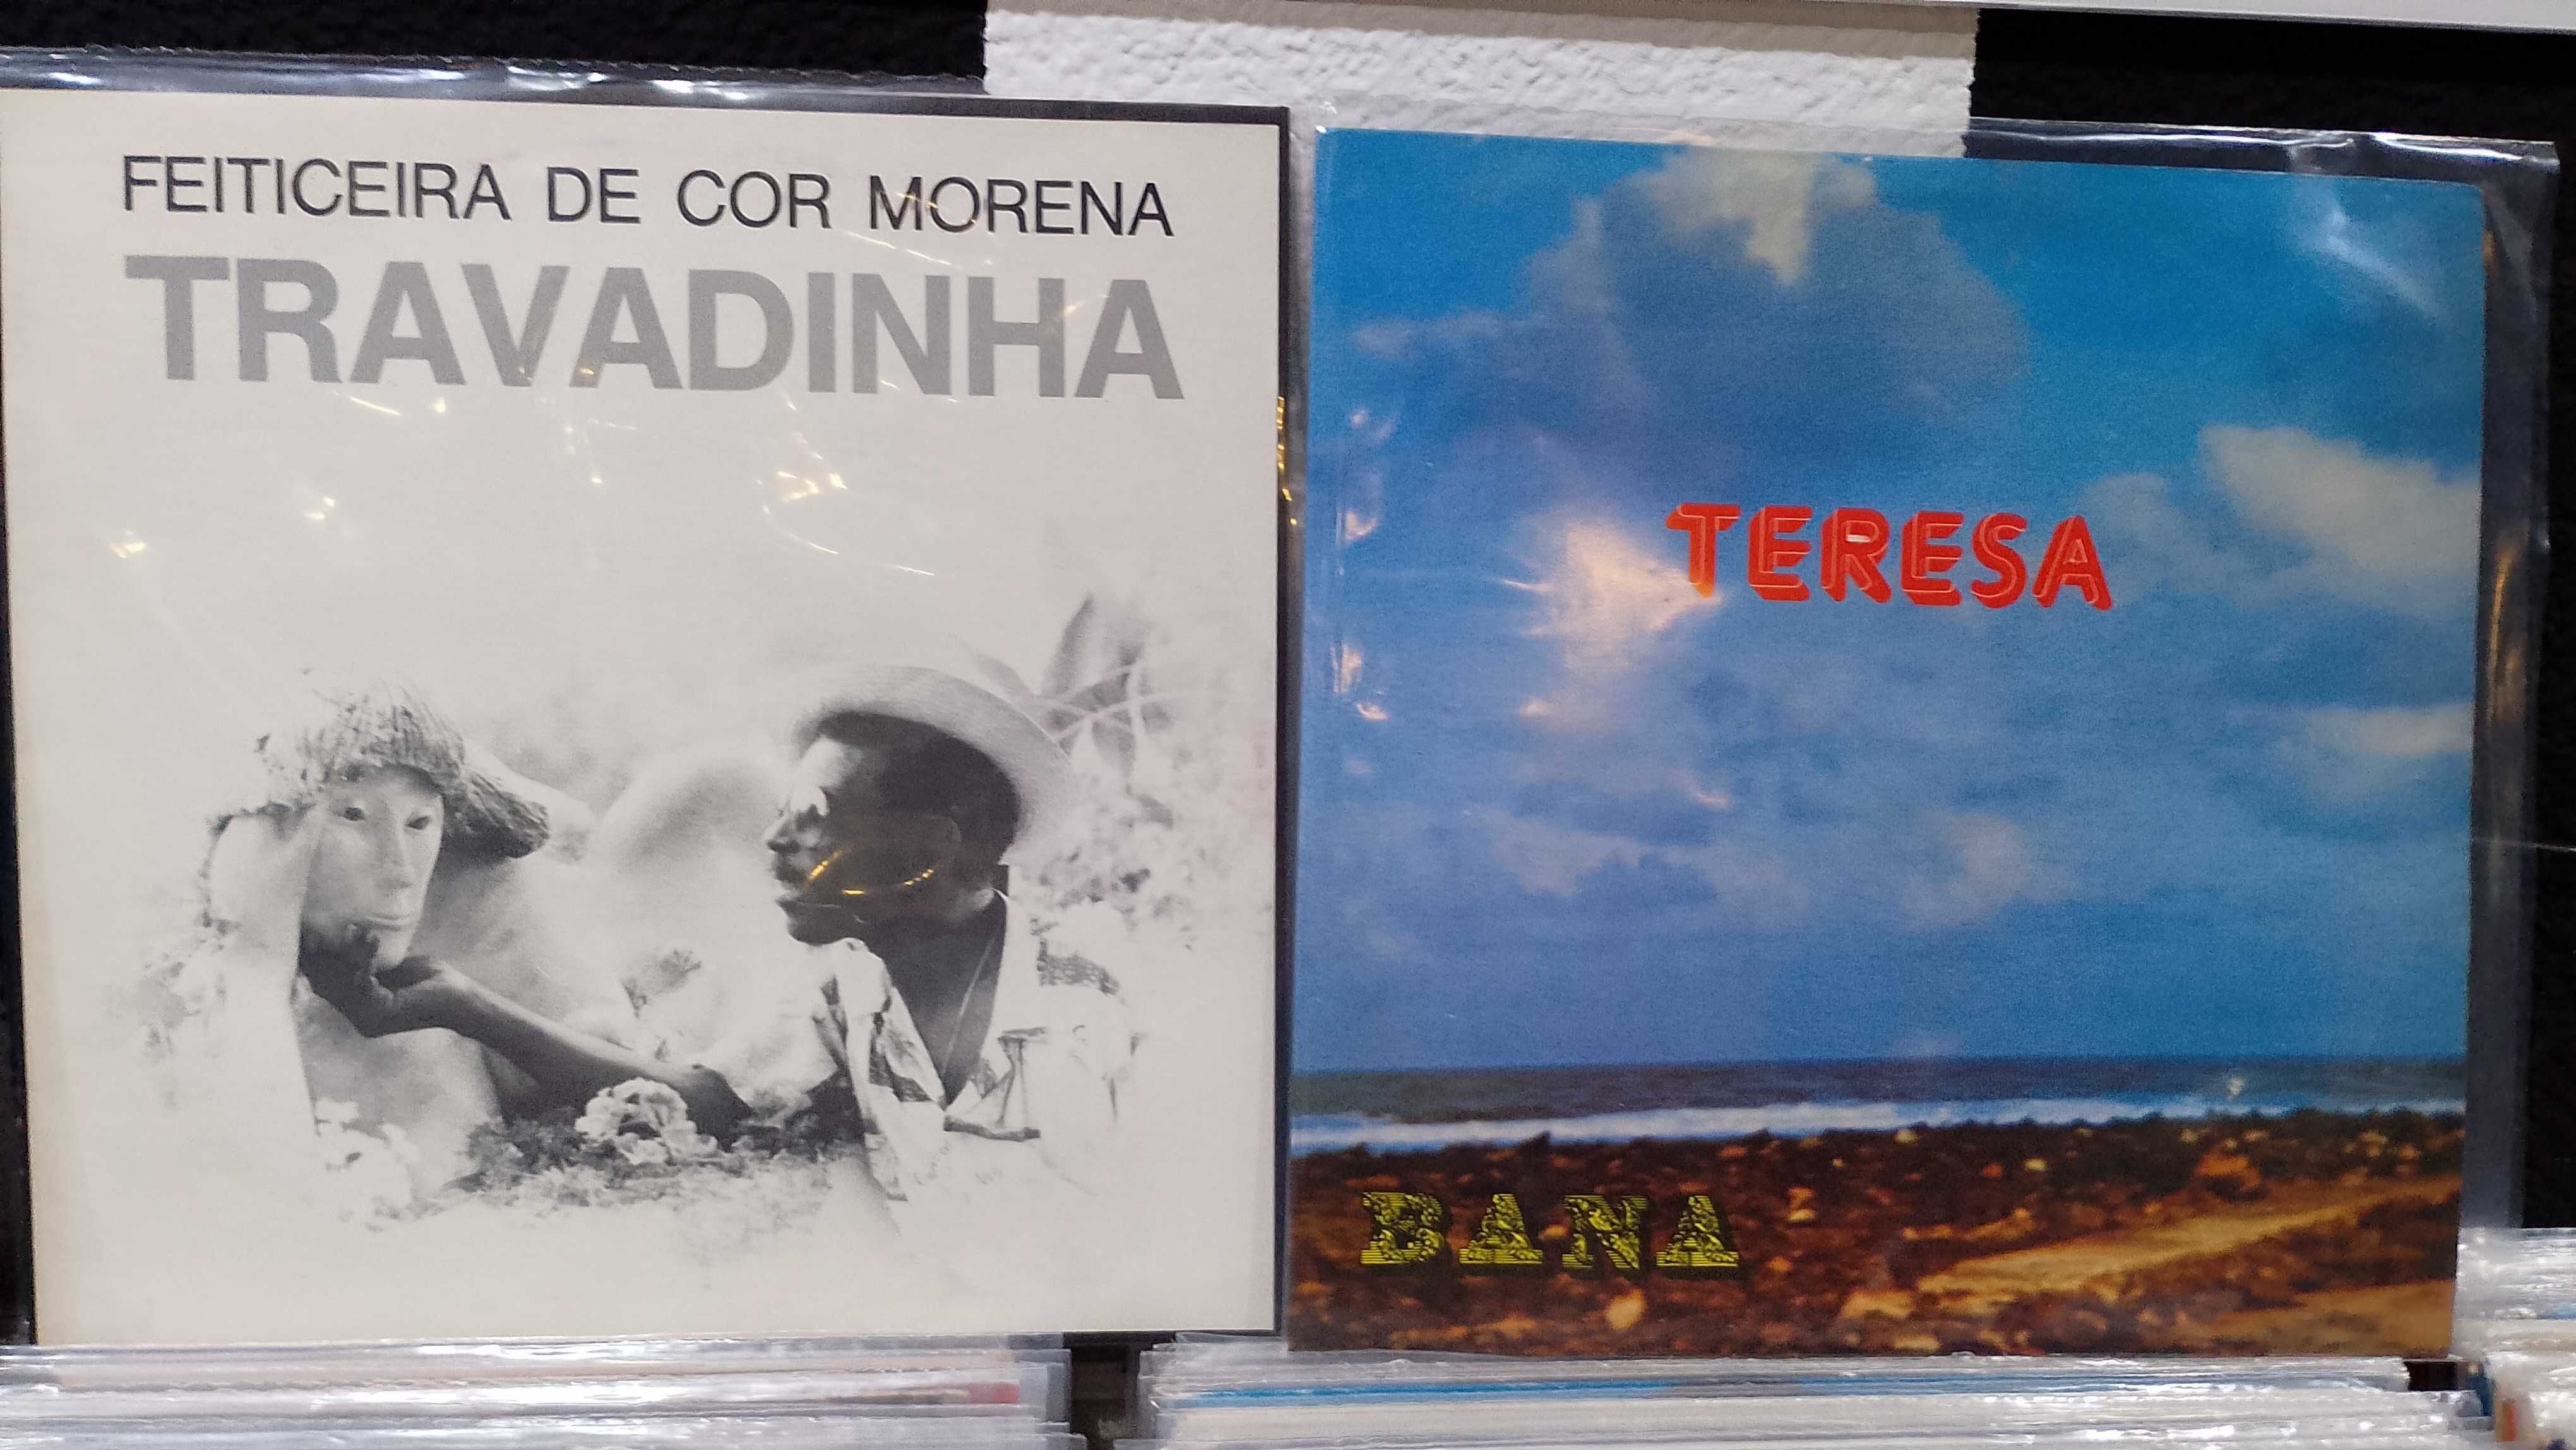 FEITICEIRA DE COR MORENA
TRAVADINHA
TERESA
BANA